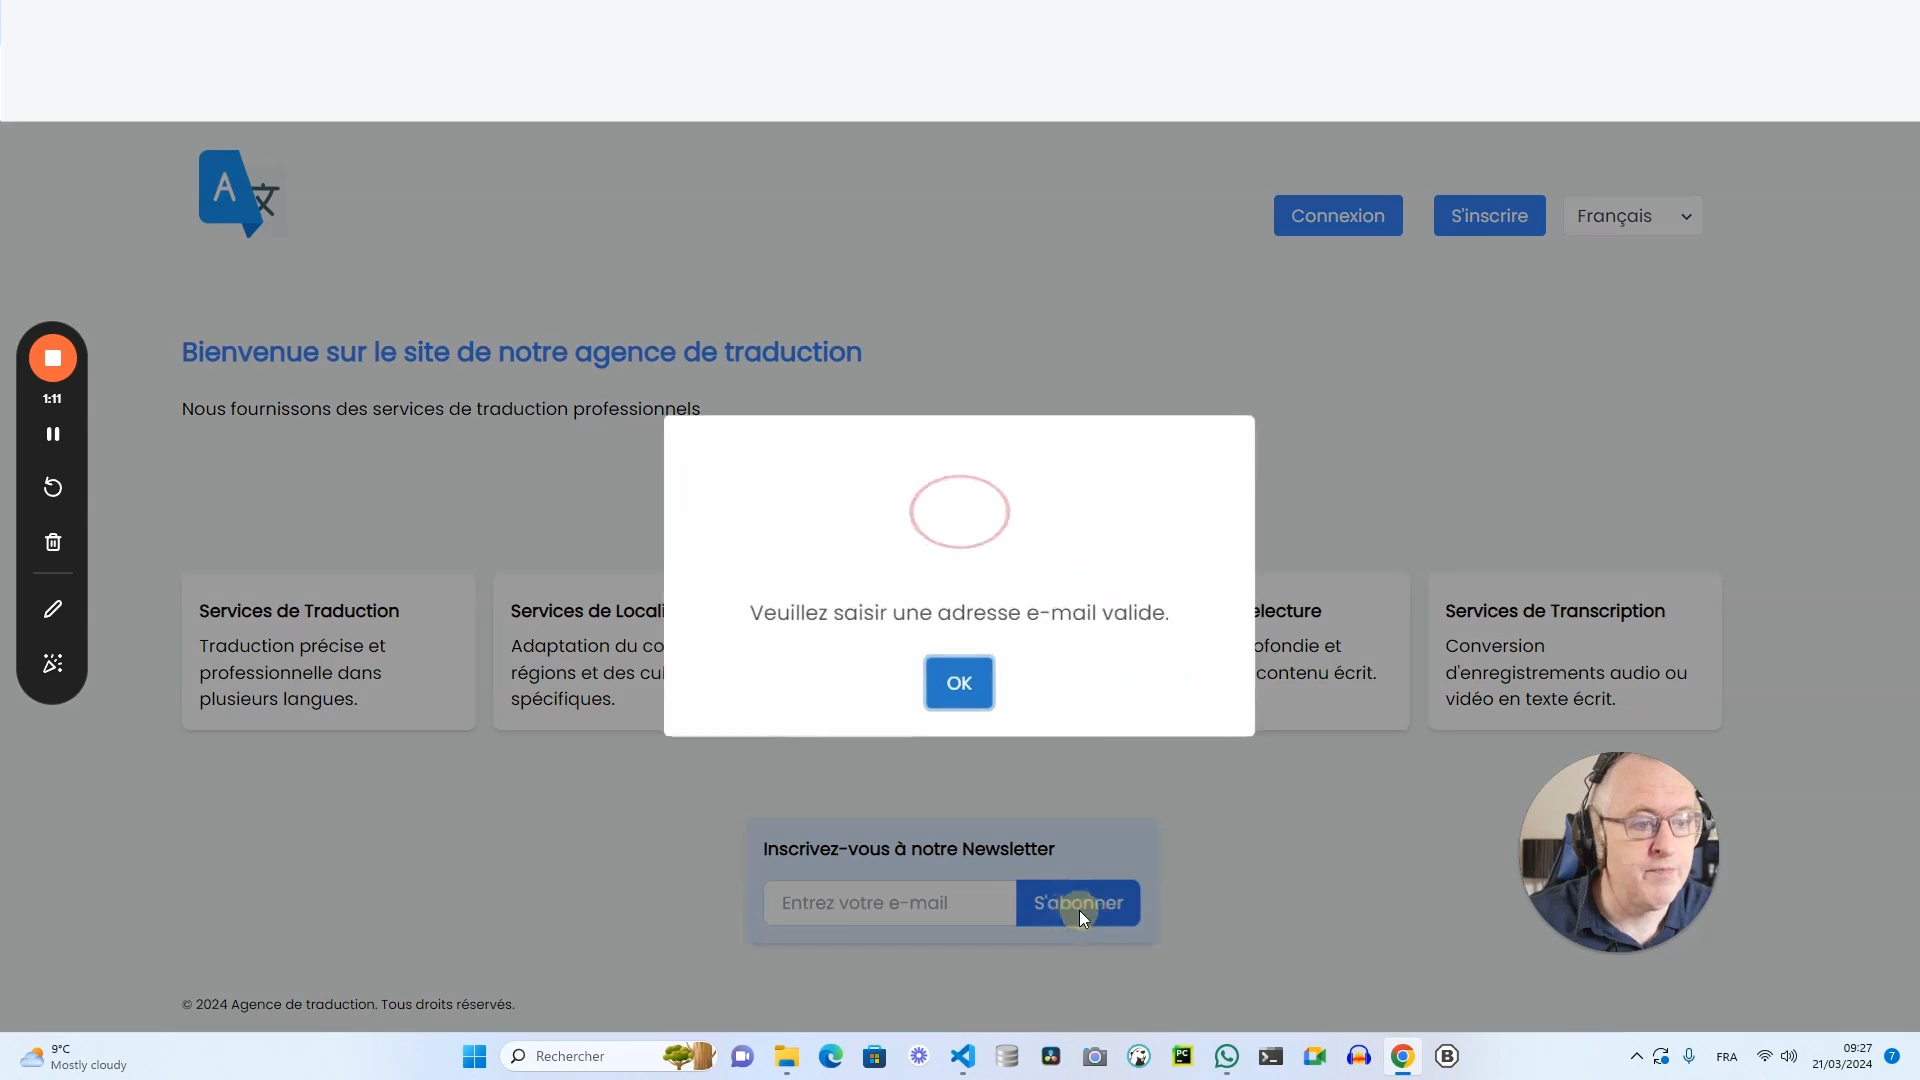 A文
Connexion
S'inscrire
Français
Bienvenue sur le site de notre agence de traduction
1:11
Nous fournissons des services de traduction professionnels
Veuillez saisir une adresse e-mail valide.
OK
Services de Traduction
Traduction précise et
professionnelle dans
plusieurs langues.
Services de Locali
Adaptation du co
régions et des cul
spécifiques.
electure
ofondie et
contenu écrit.
Services de Transcription
Conversion
d'enregistrements audio ou
vidéo en texte écrit.
Inscrivez-vous à notre Newsletter
Entrez votre e-mail
S'abonner
© 2024 Agence de traduction. Tous droits réservés.
9°C
Mostly cloudy
Rechercher
PC
B
FRA
09:27
21/03/2024
7